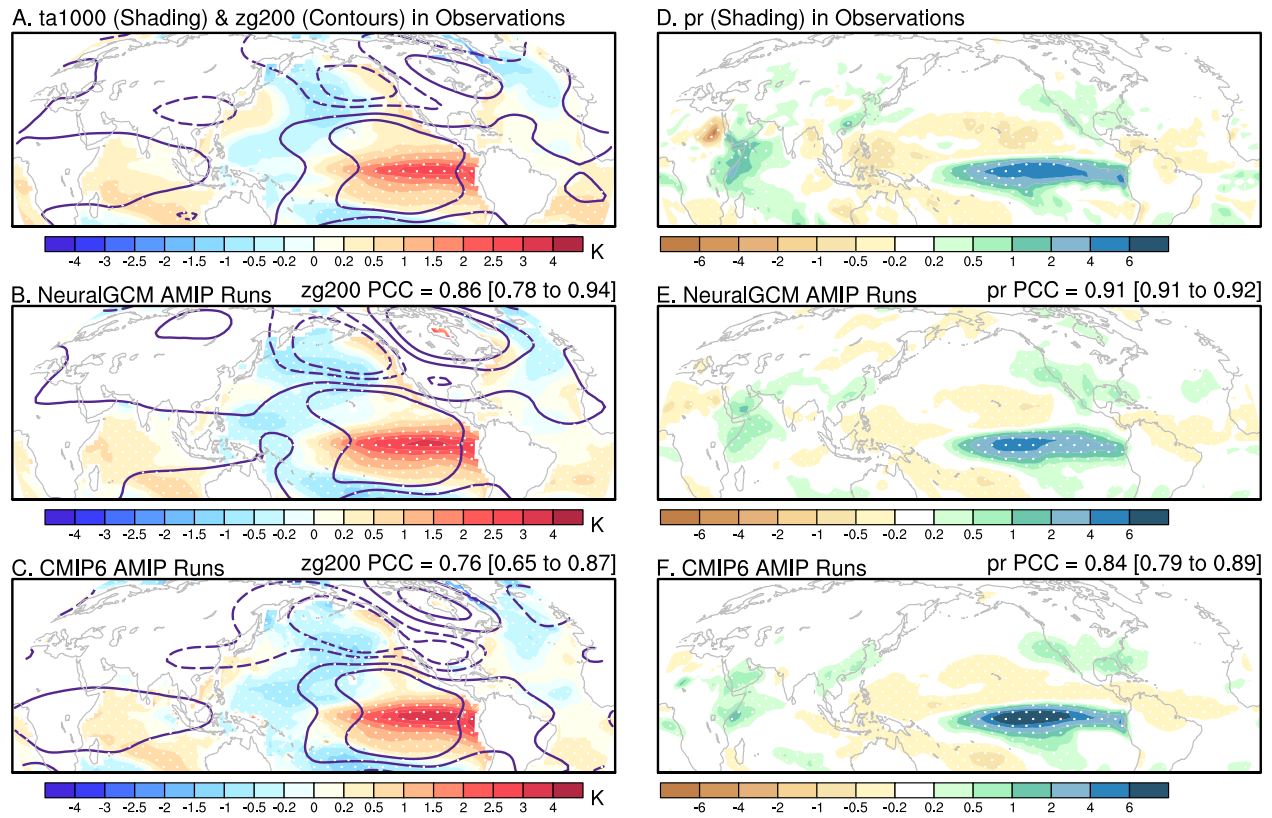 A. ta1000 (Shading) & zg200 (Contours) in Observations
-4 -3 -2.5 -2 -1 -0.5 -0.2 0 0.2 0.5 1 1.5 2 2.5 3 4 K
B. NeuralGCM AMIP Runs zg200 PCC = 0.86 [0.78 to 0.94]
-4 -3 -2.5 -2 -1 -0.5 -0.2 0 0.2 0.5 1 1.5 2 2.5 3 4 K
C. CMIP6 AMIP Runs zg200 PCC = 0.76 [0.65 to 0.87]
-4 -3 -2.5 -2 -1 -0.5 -0.2 0 0.2 0.5 1 1.5 2 2.5 3 4 K
D. pr (Shading) in Observations
-6 -4 -2 -1 -0.5 -0.2 0.2 0.5 1 2 4 6
E. NeuralGCM AMIP Runs pr PCC = 0.91 [0.91 to 0.92]
-6 -4 -2 -1 -0.5 -0.2 0.2 0.5 1 2 4 6
F. CMIP6 AMIP Runs pr PCC = 0.84 [0.79 to 0.89]
-6 -4 -2 -1 -0.5 -0.2 0.2 0.5 1 2 4 6